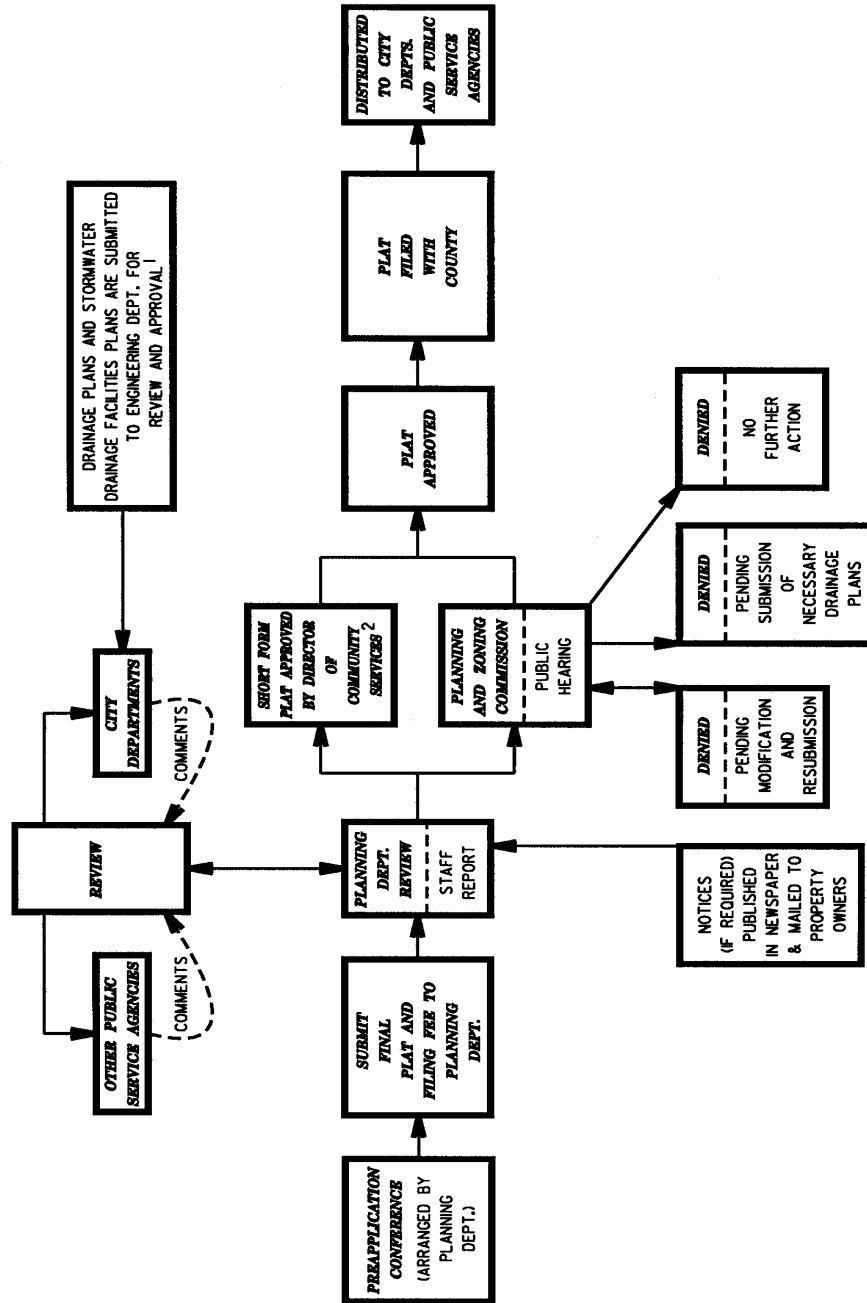 DRAINAGE PLANS AND STORMWATER
DRAINAGE FACILITIES PLANS ARE SUBMITTED
TO ENGINEERING DEPT. FOR
REVIEW AND APPROVAL1
REVIEW
OTHER PUBLIC
SERVICE AGENCIES
COMMENTS
CITY
DEPARTMENTS
COMMENTS
PREAPPLICATION
CONFERENCE
(ARRANGED BY
PLANNING
DEPT.)
SUBMIT
FINAL
PLAT AND
FILING FEE TO
PLANNING
DEPT.
PLANNING
DEPT.
REVIEW
STAFF
REPORT
SHORT FORM
PLAT APPROVED
BY DIRECTOR
OF
COMMUNITY
SERVICES2
PLANNING
AND ZONING
COMMISSION
PUBLIC
HEARING
PLAT
APPROVED
PLAT
FILED
WITH
COUNTY
DISTRIBUTED
TO CITY
DEPTS.
AND PUBLIC
SERVICE
AGENCIES
NOTICES
(IF REQUIRED)
PUBLISHED
IN NEWSPAPER
& MAILED TO
PROPERTY
OWNERS
DENIED
PENDING
MODIFICATION
AND
RESUBMISSION
DENIED
PENDING
SUBMISSION
OF
NECESSARY
DRAINAGE
PLANS
DENIED
NO
FURTHER
ACTION